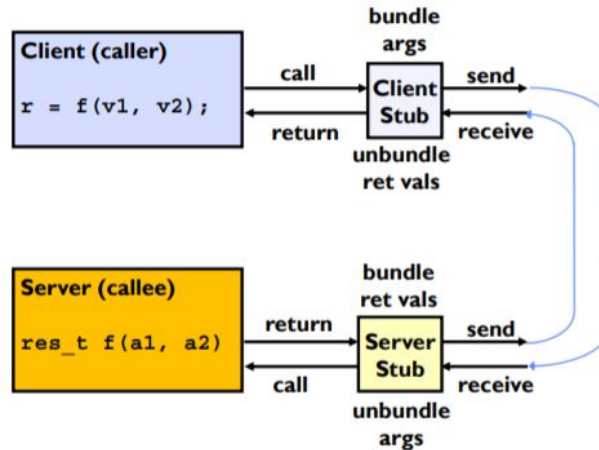 bundle
args
Client (caller)
r = f(v1, v2);
call
send
Client
Stub
return
receive
unbundle
ret vals
bundle
ret vals
Server (callee)
res_t f(a1, a2)
return
send
Server
Stub
call
receive
unbundle
args